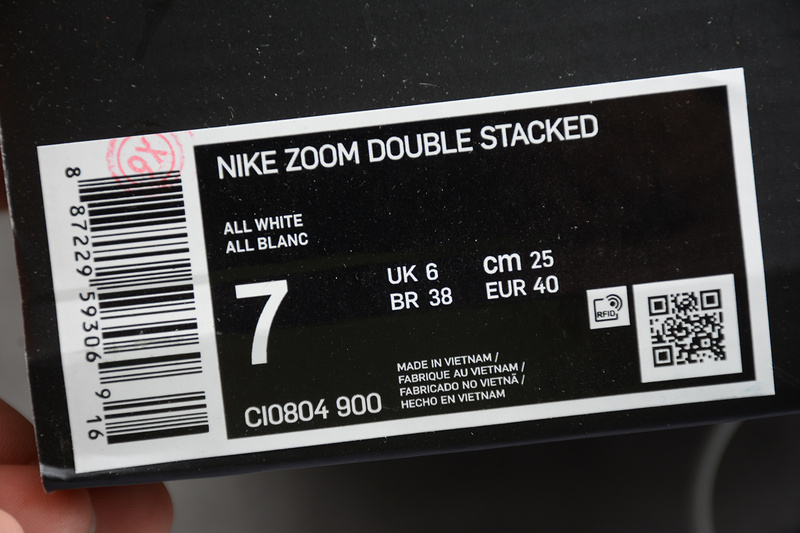 NIKE ZOOM DOUBLE STACKED
ALL WHITE
ALL BLANC
7
UK 6
BR 38
cm 25
EUR 40
RFID
MADE IN VIETNAM /
FABRIQUE AU VIETNAM /
FABRICADO NO VIETNÃ /
HECHO EN VIETNAM
CI0804 900
8 87229 59306 9 16